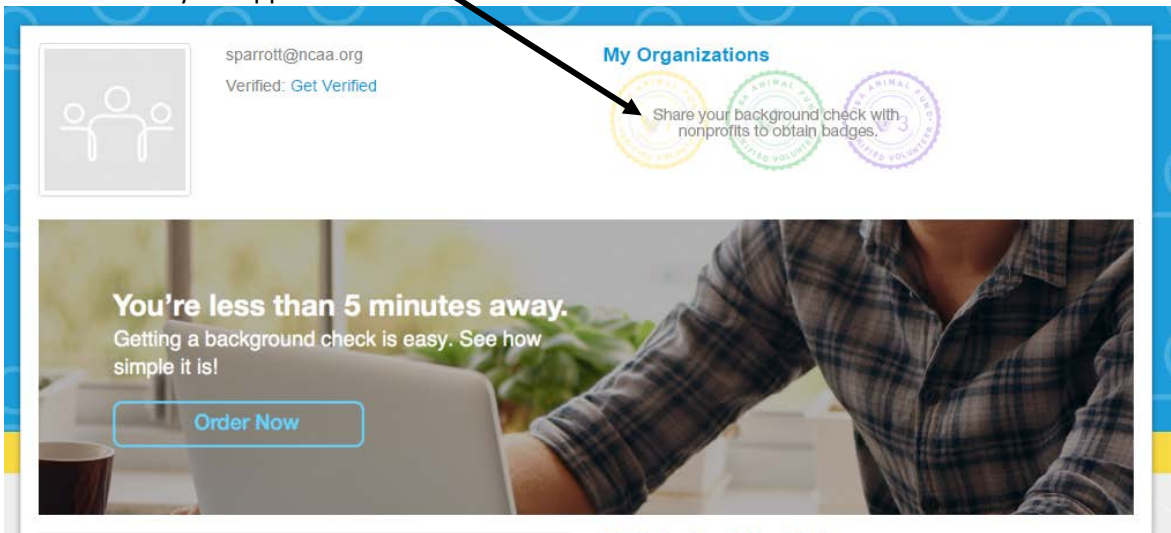 sparrott@ncaa.org
Verified: Get Verified
My Organizations
Share your background check with
nonprofits to obtain badges.
You're less than 5 minutes away.
Getting a background check is easy. See how
simple it is!
Order Now